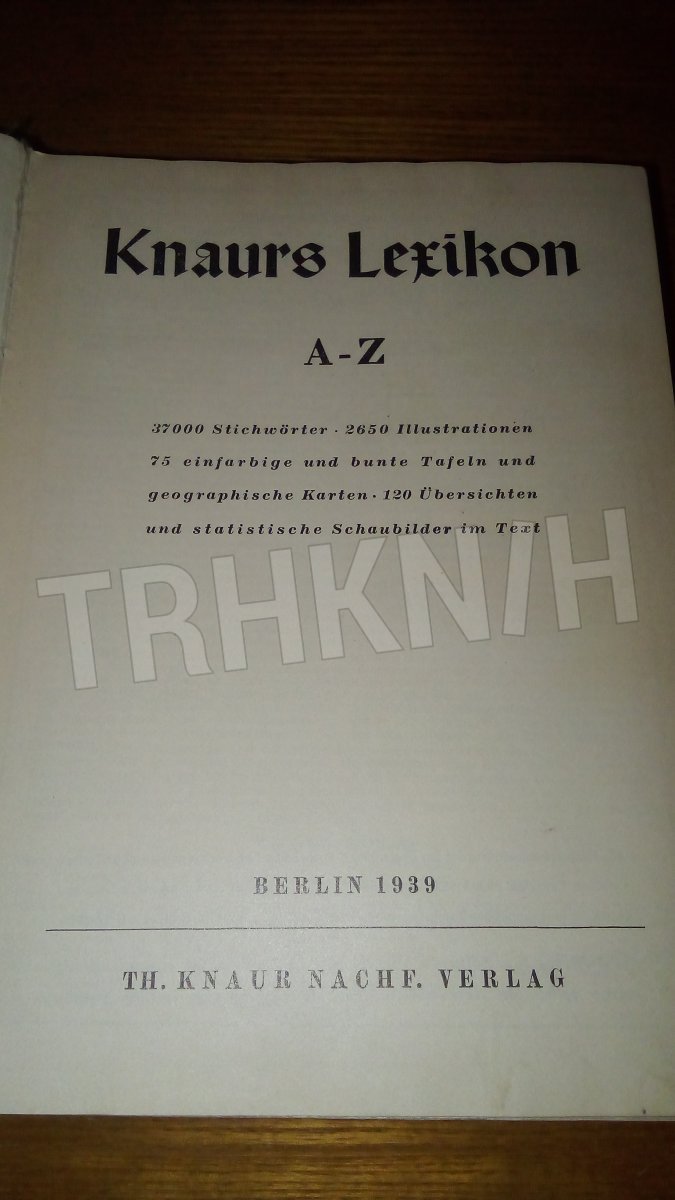 Knaurs Lexikon
A-Z
37000 Stichwörter · 2650 Illustrationen
75 einfarbige und bunte Tafeln und
geographische Karten · 120 Übersichten
und statistische Schaubilder im Text
TRHKN/H
BERLIN 1939
TH. KNAUR NACHF. VERLAG